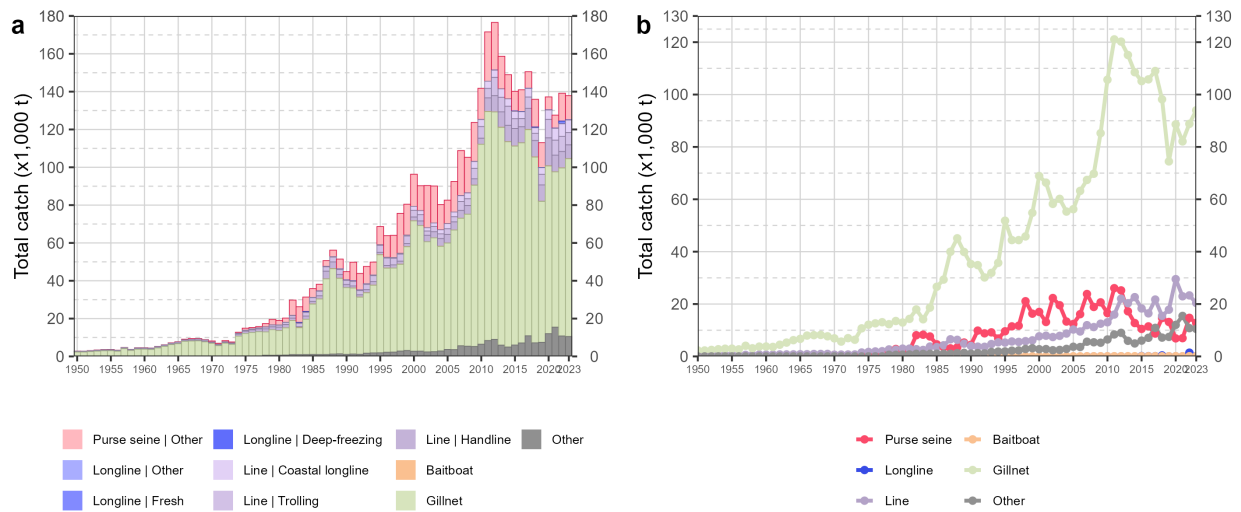 a
b
Total catch (x1,000 t)
180
160
140
120
100
80
60
40
20
0
180
160
140
120
100
80
60
40
20
0
1950 1955 1960 1965 1970 1975 1980 1985 1990 1995 2000 2005 2010 2015 2020 2023
Total catch (x1,000 t)
130
120
100
80
60
40
20
0
130
120
100
80
60
40
20
0
1950 1955 1960 1965 1970 1975 1980 1985 1990 1995 2000 2005 2010 2015 2020 2023
Purse seine | Other
Longline | Other
Longline | Fresh
Longline | Deep-freezing
Line | Coastal longline
Line | Trolling
Line | Handline
Baitboat
Gillnet
Other
Purse seine
Longline
Line
Baitboat
Gillnet
Other